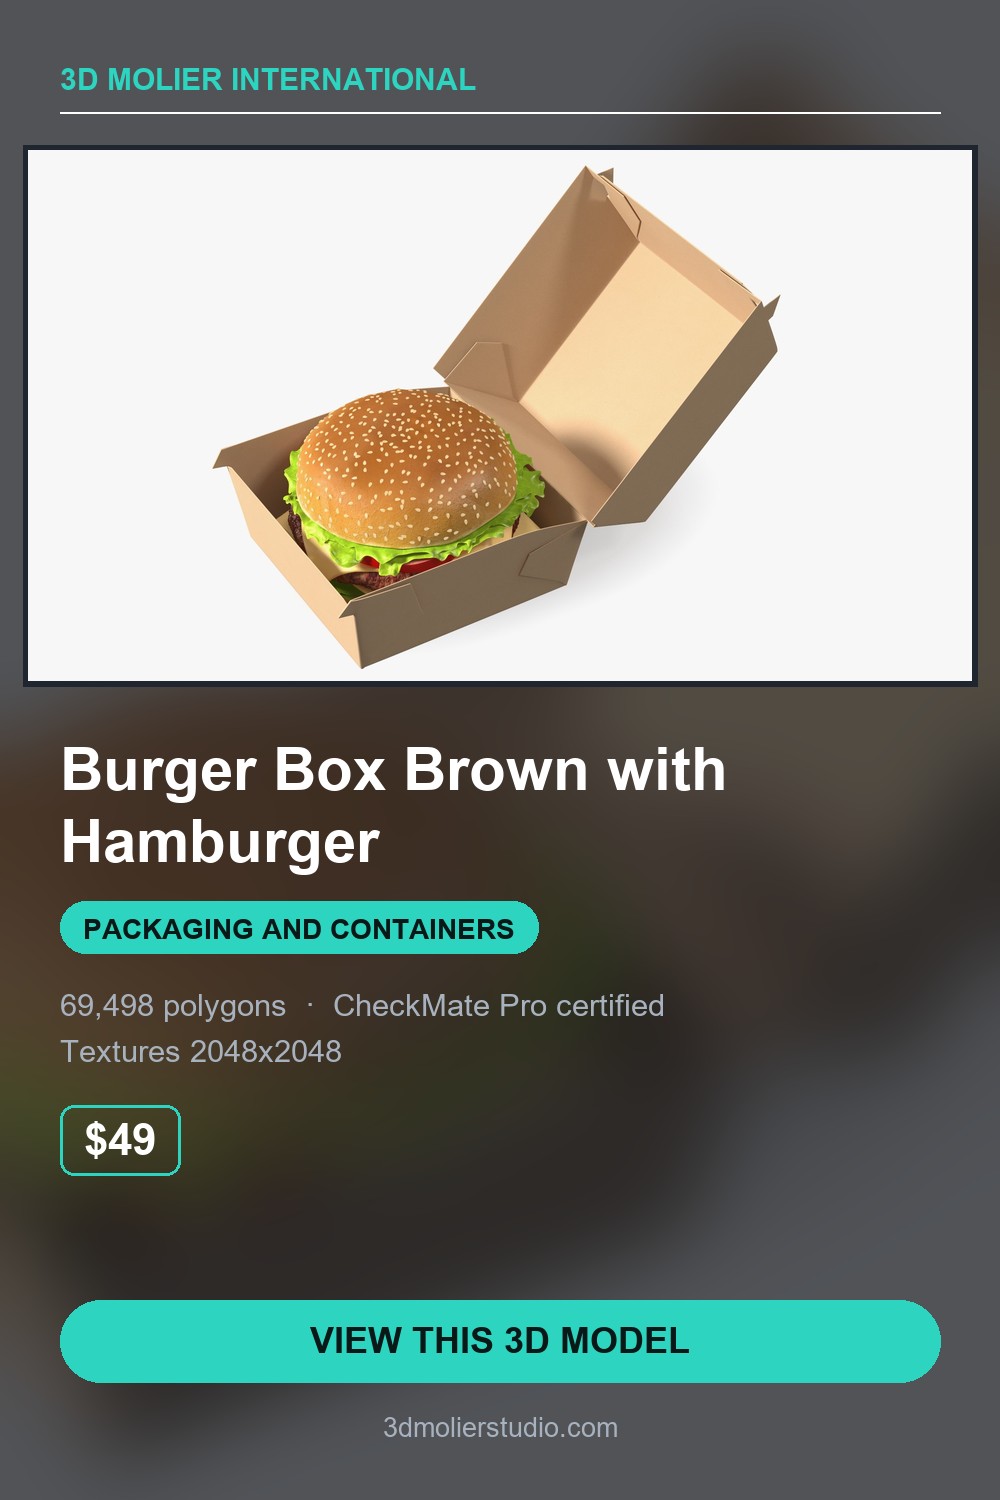 3D MOLIER INTERNATIONAL
Burger Box Brown with
Hamburger
PACKAGING AND CONTAINERS
69,498 polygons · CheckMate Pro certified
Textures 2048x2048
$49
VIEW THIS 3D MODEL
3dmolierstudio.com